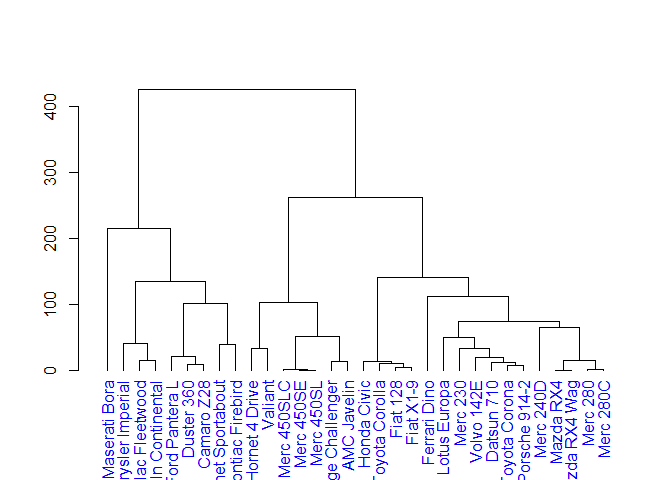 400
300
200
100
0
Maserati Bora
rysler Imperial
lac Fleetwood
ln Continental
Ford Pantera L
Duster 360
Camaro Z28
net Sportabout
ontiac Firebird
Hornet 4 Drive
Valiant
Merc 450SLC
Merc 450SE
Merc 450SL
ge Challenger
AMC Javelin
Honda Civic
Toyota Corolla
Fiat 128
Fiat X1-9
Ferrari Dino
Lotus Europa
Merc 230
Volvo 142E
Datsun 710
Toyota Corona
Porsche 914-2
Merc 240D
Mazda RX4
zda RX4 Wag
Merc 280
Merc 280C